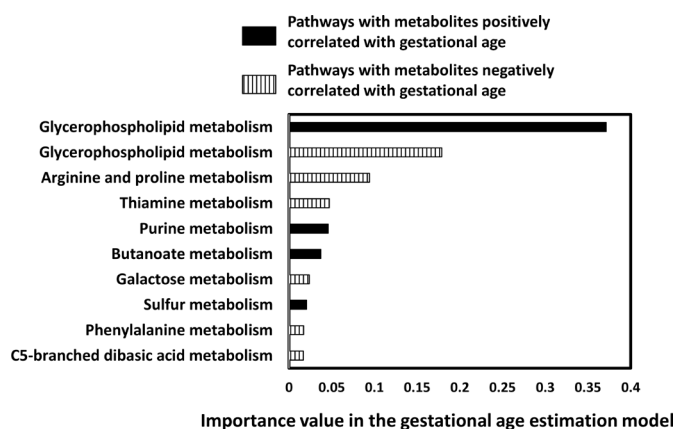 Pathways with metabolites positively
correlated with gestational age
Pathways with metabolites negatively
correlated with gestational age
Glycerophospholipid metabolism
Glycerophospholipid metabolism
Arginine and proline metabolism
Thiamine metabolism
Purine metabolism
Butanoate metabolism
Galactose metabolism
Sulfur metabolism
Phenylalanine metabolism
C5-branched dibasic acid metabolism
0 0.05 0.1 0.15 0.2 0.25 0.3 0.35 0.4
Importance value in the gestational age estimation model